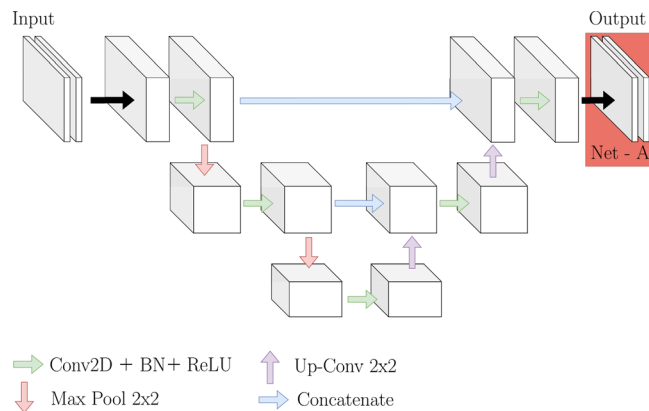 Input
Output
Net - A
Conv2D + BN+ ReLU
Up-Conv 2x2
Max Pool 2x2
Concatenate